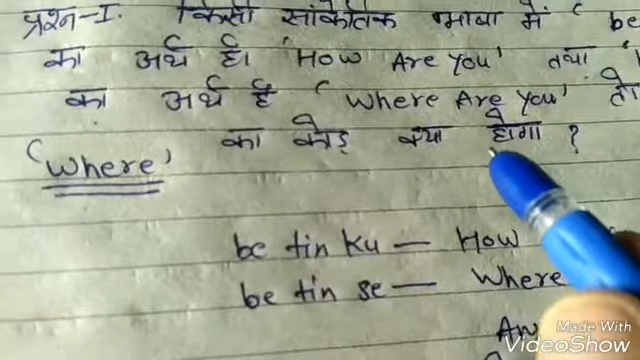 प्रश्न-I. किसी सांकेतिक भाषा में ' be
का अर्थ है। 'How Are You' तथा '
का अर्थ है ' Where Are You' तो
'Where' का कोड क्या होगा ?
be tin Ku — How
be tin se — Where
An
Made With
VideoShow